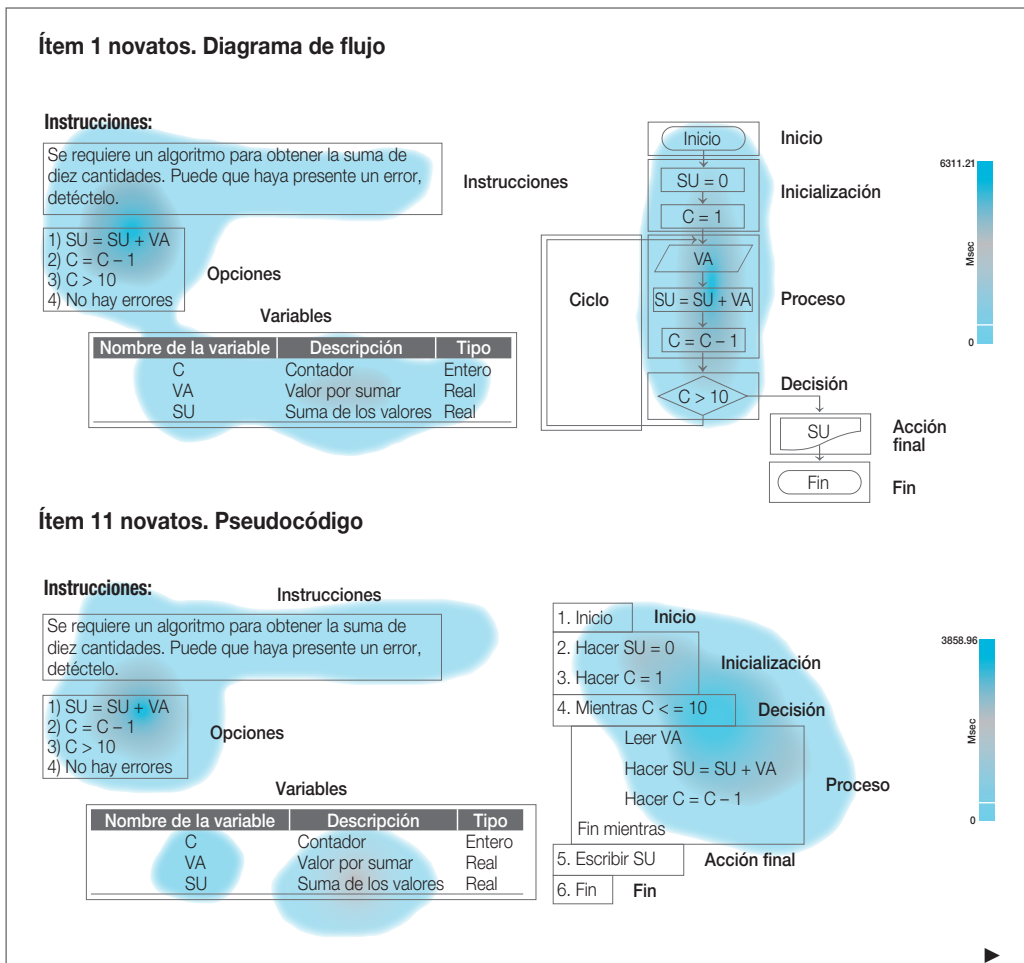 Ítem 1 novatos. Diagrama de flujo
Instrucciones:
Se requiere un algoritmo para obtener la suma de
diez cantidades. Puede que haya presente un error,
detéctelo.
Instrucciones
1) SU = SU + VA
2) C = C – 1
3) C > 10
4) No hay errores
Opciones
Variables
Nombre de la variable Descripción Tipo
C Contador Entero
VA Valor por sumar Real
SU Suma de los valores Real
Inicio
Inicio
SU = 0
Inicialización
C = 1
VA
Ciclo
SU = SU + VA
Proceso
C = C – 1
Decisión
C > 10
SU
Acción
final
Fin
Fin
6311.21
Msec
0
Ítem 11 novatos. Pseudocódigo
Instrucciones:
Instrucciones
Se requiere un algoritmo para obtener la suma de
diez cantidades. Puede que haya presente un error,
detéctelo.
1) SU = SU + VA
2) C = C – 1
3) C > 10
4) No hay errores
Opciones
Variables
Nombre de la variable Descripción Tipo
C Contador Entero
VA Valor por sumar Real
SU Suma de los valores Real
1. Inicio
Inicio
2. Hacer SU = 0
Inicialización
3. Hacer C = 1
4. Mientras C < = 10
Decisión
Leer VA
Hacer SU = SU + VA
Proceso
Hacer C = C – 1
Fin mientras
5. Escribir SU
Acción final
6. Fin
Fin
3858.96
Msec
0